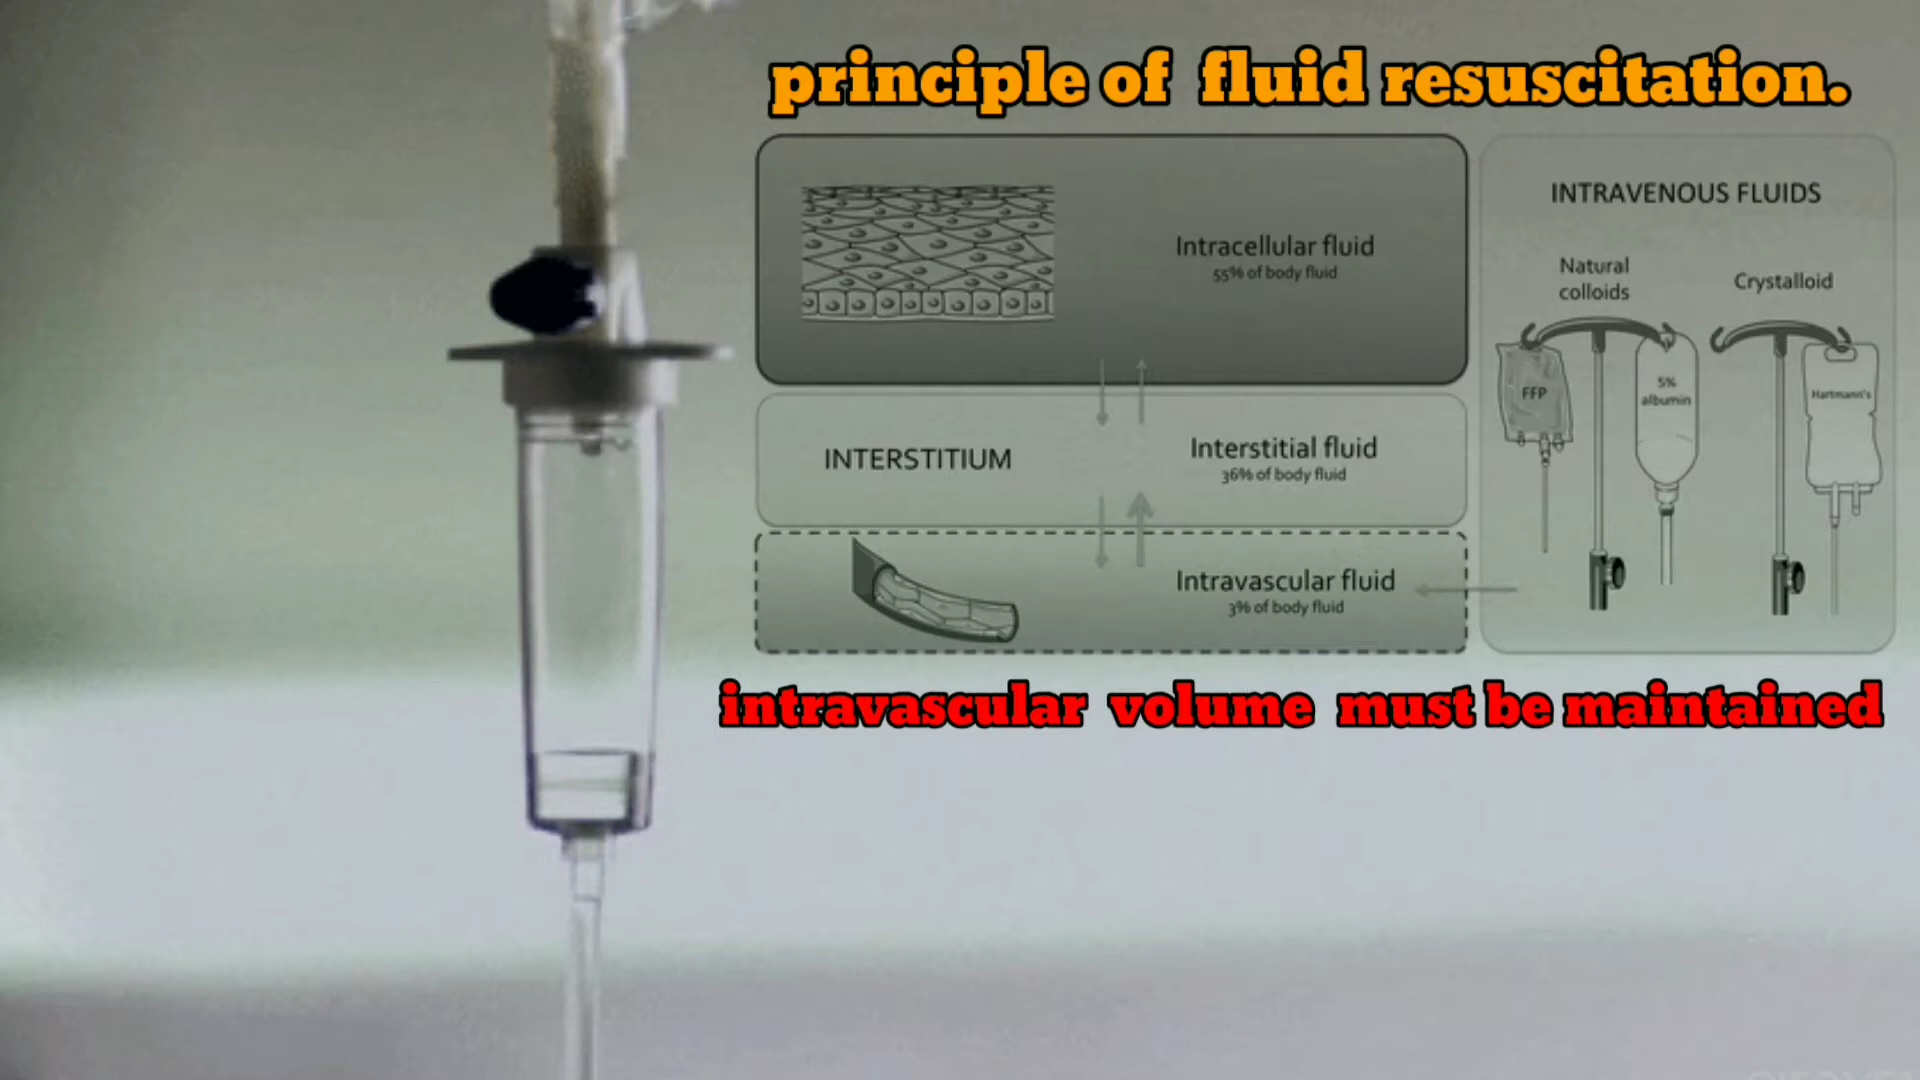 principle of fluid resuscitation.
INTRAVENOUS FLUIDS
Intracellular fluid
55% of body fluid
Natural
colloids
Crystalloid
FFP
5%
albumin
Hartmann's
INTERSTITIUM
Interstitial fluid
36% of body fluid
Intravascular fluid
3% of body fluid
intravascular volume must be maintained